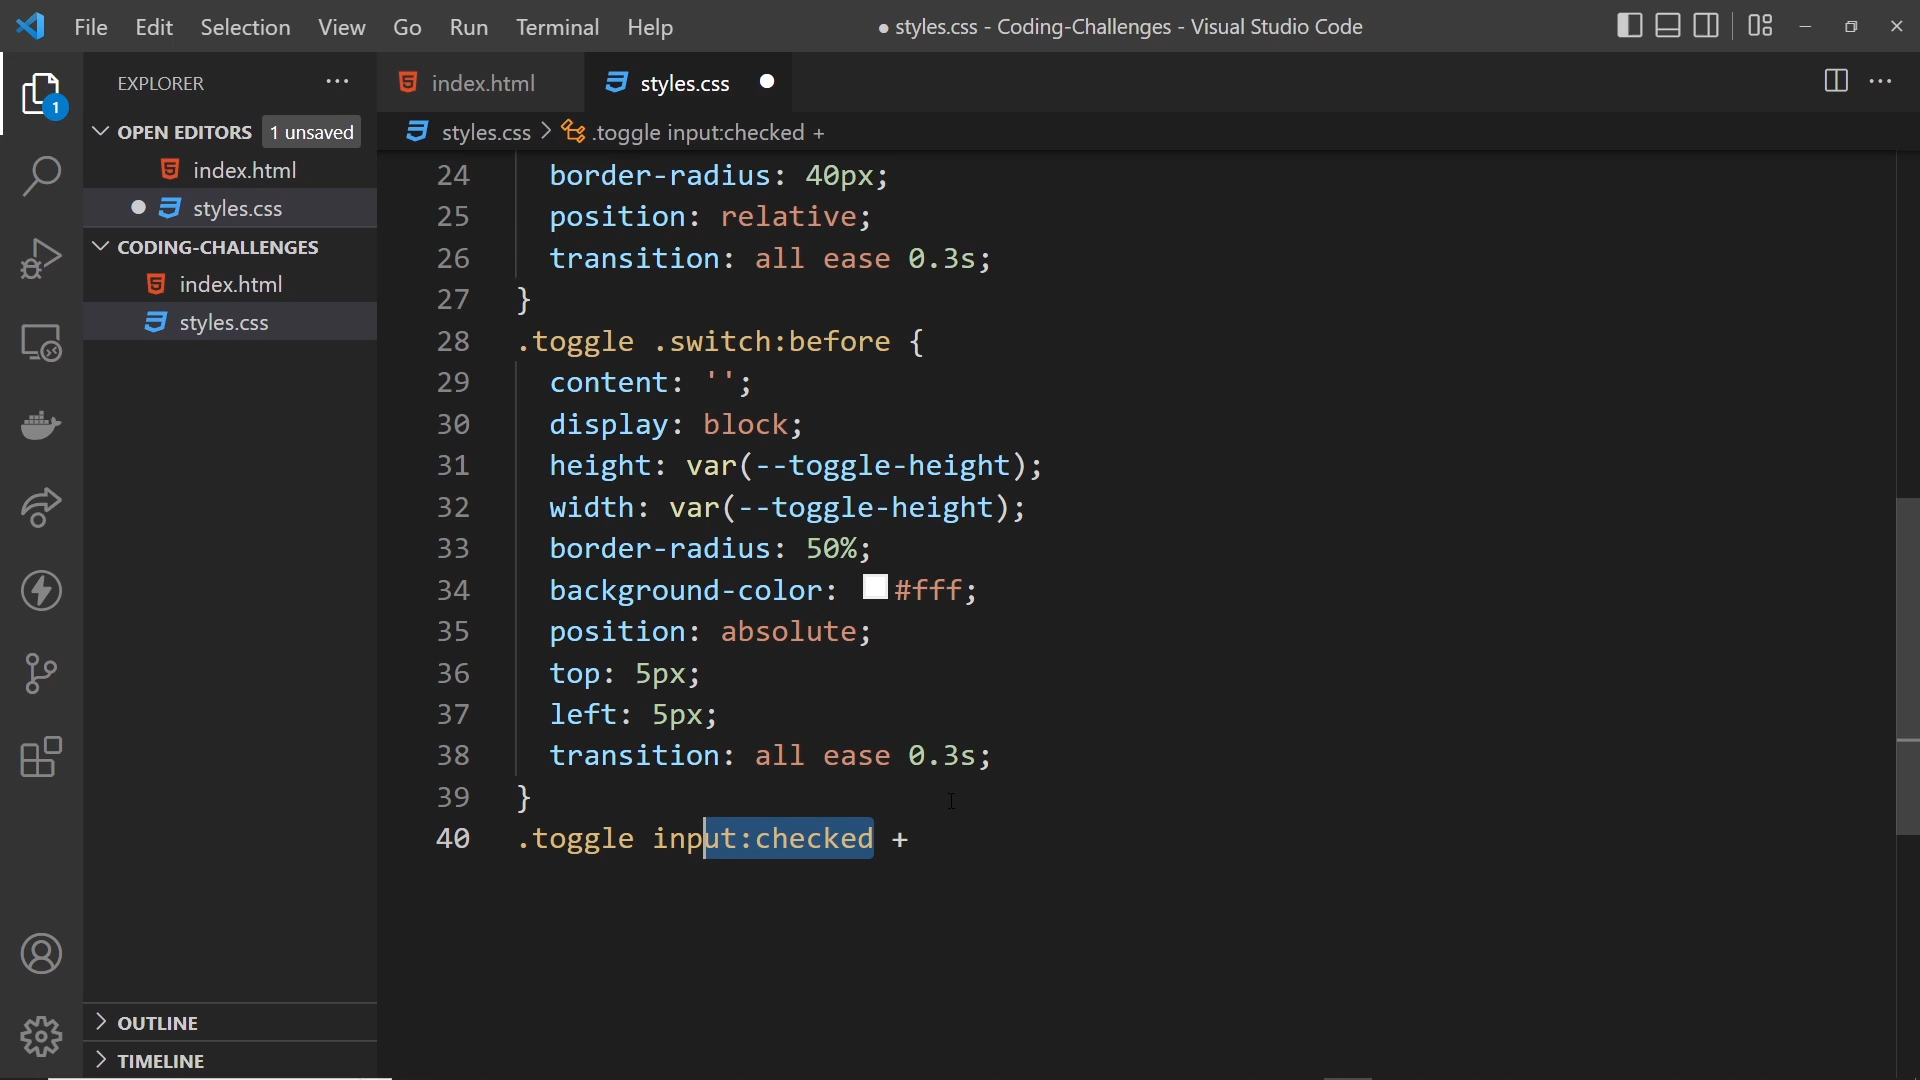 File Edit Selection View Go Run Terminal Help
● styles.css - Coding-Challenges - Visual Studio Code
EXPLORER
index.html
styles.css
OPEN EDITORS 1 unsaved
styles.css > .toggle input:checked +
index.html
styles.css
CODING-CHALLENGES
index.html
styles.css
1
24 border-radius: 40px;
25 position: relative;
26 transition: all ease 0.3s;
27 }
28 .toggle .switch:before {
29 content: '';
30 display: block;
31 height: var(--toggle-height);
32 width: var(--toggle-height);
33 border-radius: 50%;
34 background-color: #fff;
35 position: absolute;
36 top: 5px;
37 left: 5px;
38 transition: all ease 0.3s;
39 }
40 .toggle input:checked +
OUTLINE
TIMELINE